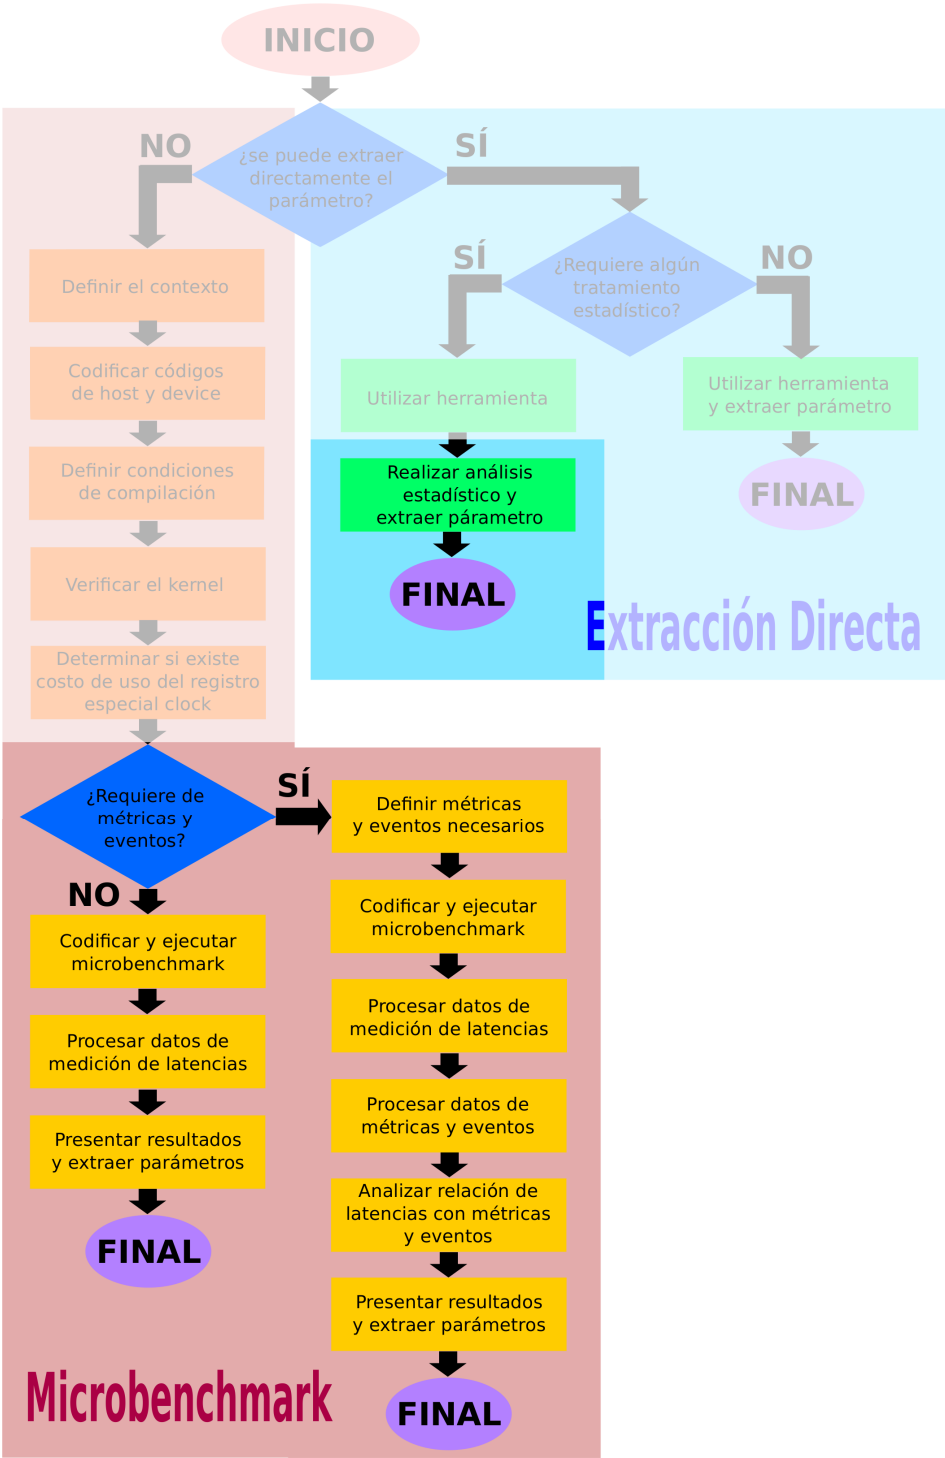 INICIO
¿se puede extraer
directamente el
parámetro?
NO
SÍ
¿Requiere algún
tratamiento
estadístico?
SÍ
NO
Utilizar herramienta
Realizar análisis
estadístico y
extraer párametro
FINAL
Utilizar herramienta
y extraer parámetro
FINAL
Extracción Directa
Definir el contexto
Codificar códigos
de host y device
Definir condiciones
de compilación
Verificar el kernel
Determinar si existe
costo de uso del registro
especial clock
¿Requiere de
métricas y
eventos?
NO
SÍ
Codificar y ejecutar
microbenchmark
Procesar datos de
medición de latencias
Presentar resultados
y extraer parámetros
FINAL
Definir métricas
y eventos necesarios
Codificar y ejecutar
microbenchmark
Procesar datos de
medición de latencias
Procesar datos de
métricas y eventos
Analizar relación de
latencias con métricas
y eventos
Presentar resultados
y extraer parámetros
FINAL
Microbenchmark